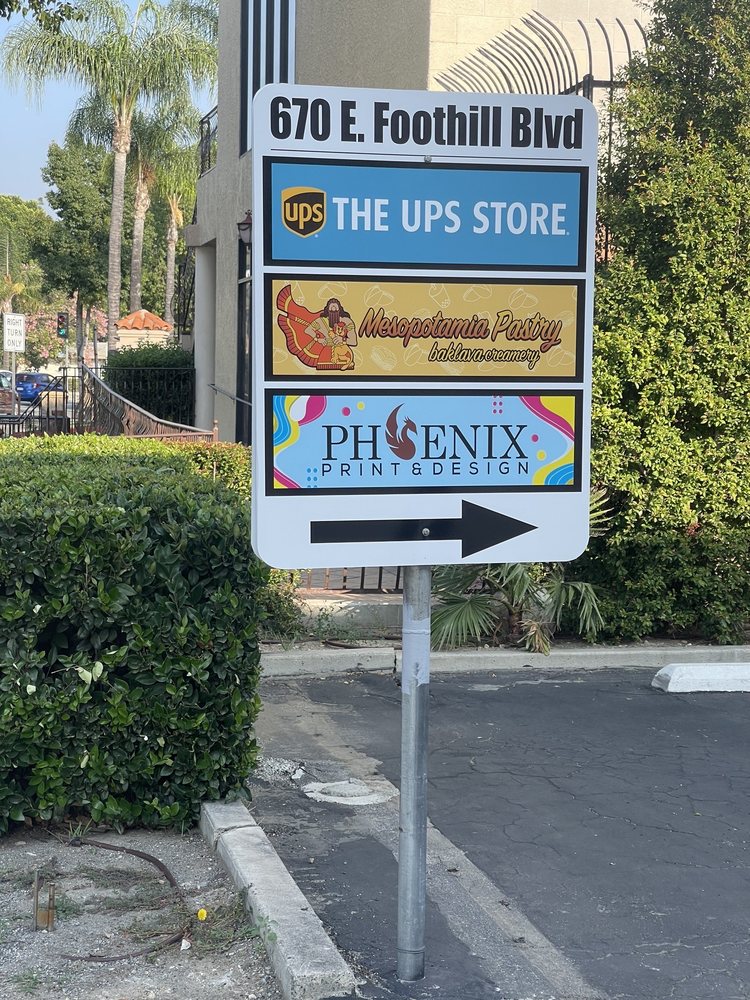 670 E. Foothill Blvd
ups THE UPS STORE
Mesopotamia Pastry
baklava creamery
PHOENIX
PRINT & DESIGN
RIGHT
TURN
ONLY